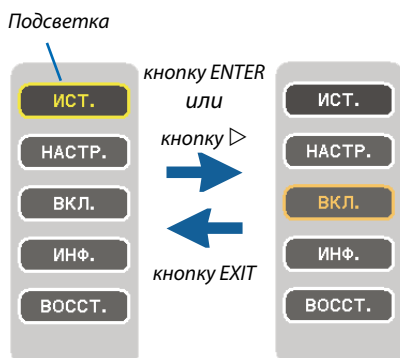 Подсветка
ИСТ.
НАСТР.
ВКЛ.
ИНФ.
ВОССТ.
кнопку ENTER
или
кнопку ▷
кнопку EXIT
ИСТ.
НАСТР.
ВКЛ.
ИНФ.
ВОССТ.